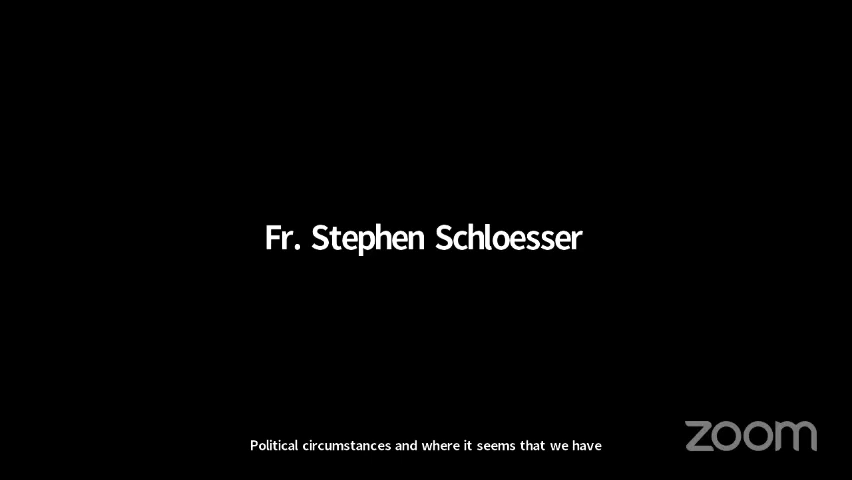 Fr. Stephen Schloesser
Political circumstances and where it seems that we have
zoom